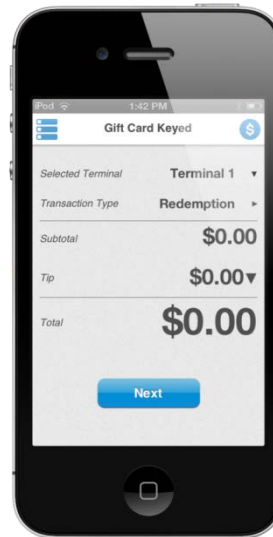 iPod 1:42 PM
Gift Card Keyed $
Selected Terminal Terminal 1 ▾
Transaction Type Redemption ▸
Subtotal $0.00
Tip $0.00▼
Total $0.00
Next